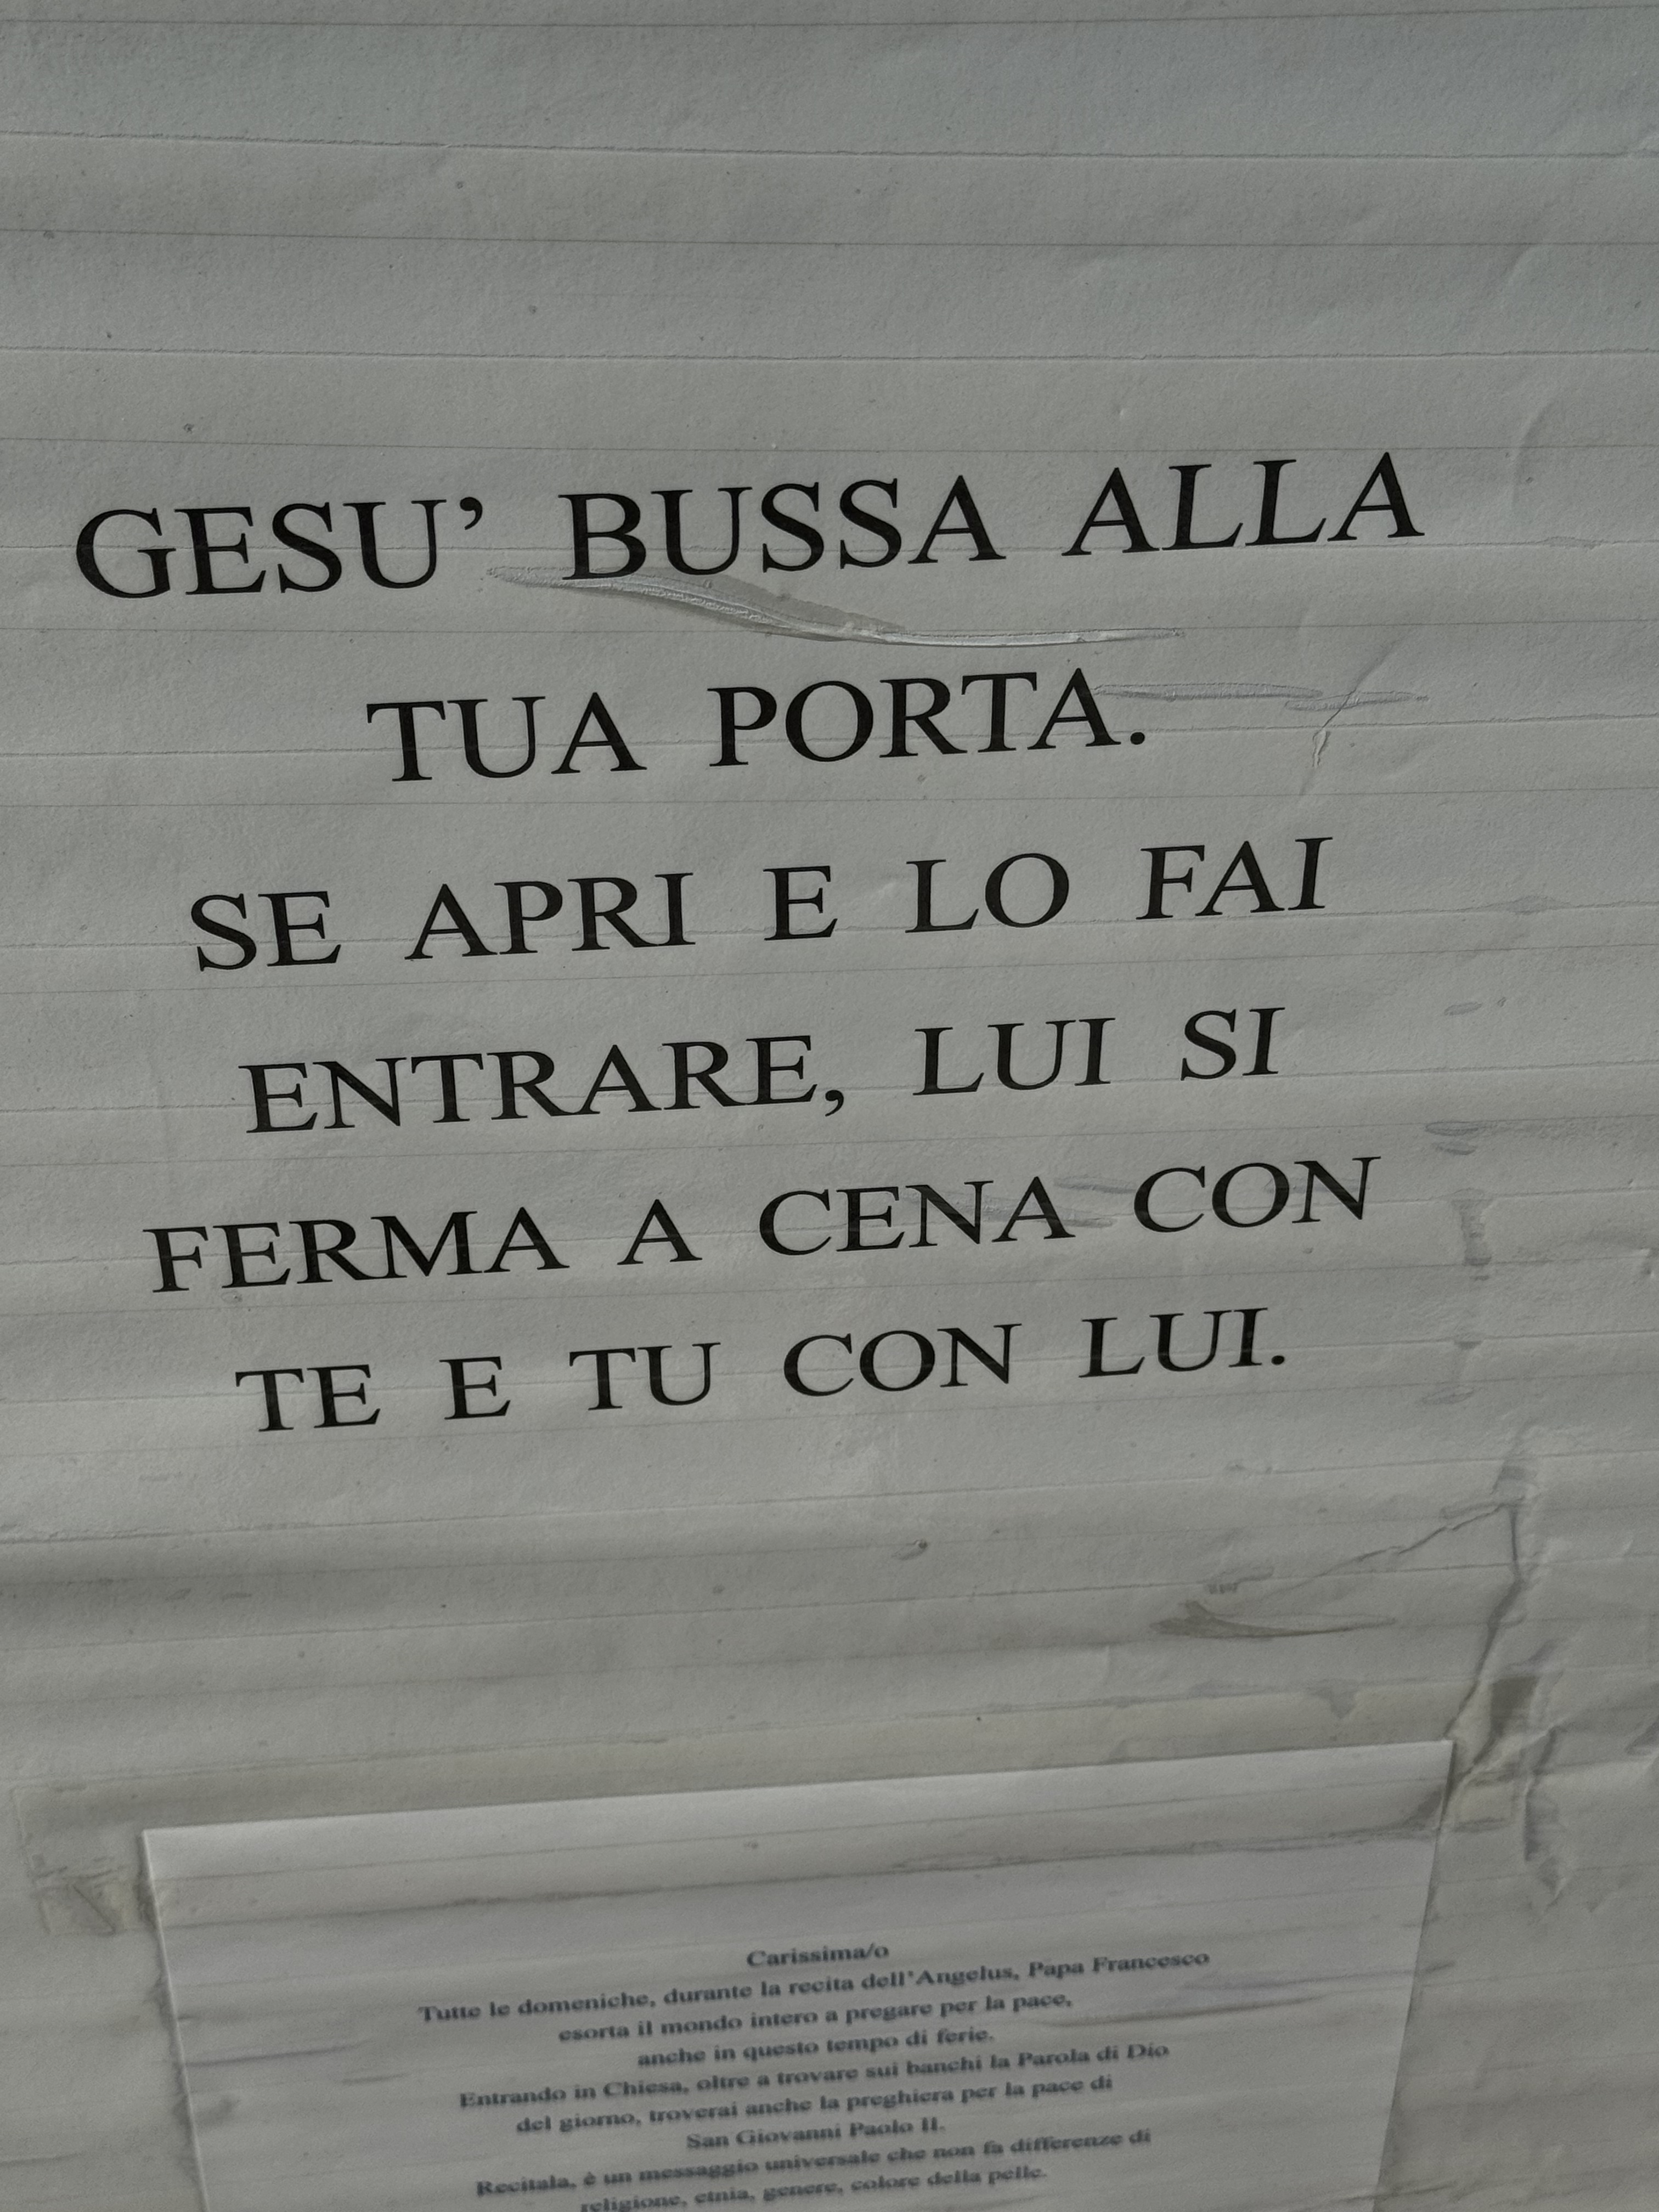 GESU’ BUSSA ALLA
TUA PORTA.
SE APRI E LO FAI
ENTRARE, LUI SI
FERMA A CENA CON
TE E TU CON LUI.
Carissima/o
Tutte le domeniche, durante la recita dell'Angelus, Papa Francesco
esorta il mondo intero a pregare per la pace,
anche in questo tempo di ferie.
Entrando in Chiesa, oltre a trovare sui banchi la Parola di Dio
del giorno, troverai anche la preghiera per la pace di
San Giovanni Paolo II.
Recitala, è un messaggio universale che non fa differenze di
religione, etnia, genere, colore della pelle.